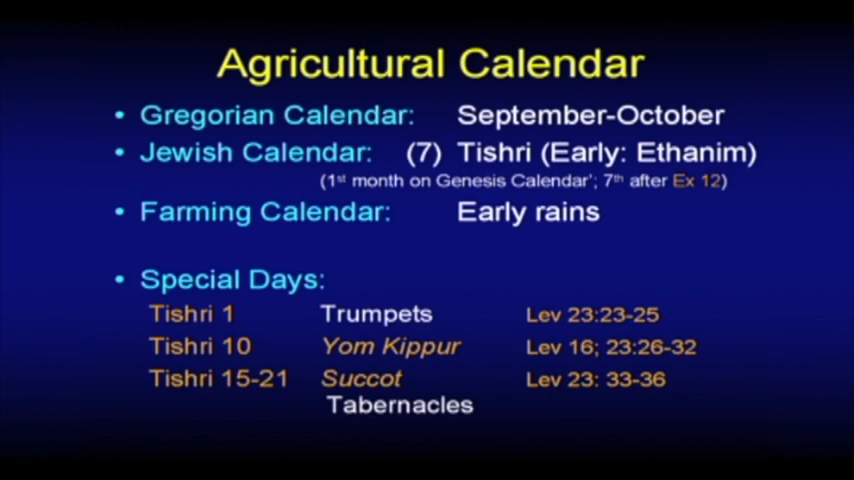 Agricultural Calendar
• Gregorian Calendar: September-October
• Jewish Calendar: (7) Tishri (Early: Ethanim)
(1st month on Genesis Calendar'; 7th after Ex 12)
• Farming Calendar: Early rains
• Special Days:
Tishri 1 Trumpets Lev 23:23-25
Tishri 10 Yom Kippur Lev 16; 23:26-32
Tishri 15-21 Succot Lev 23: 33-36
Tabernacles